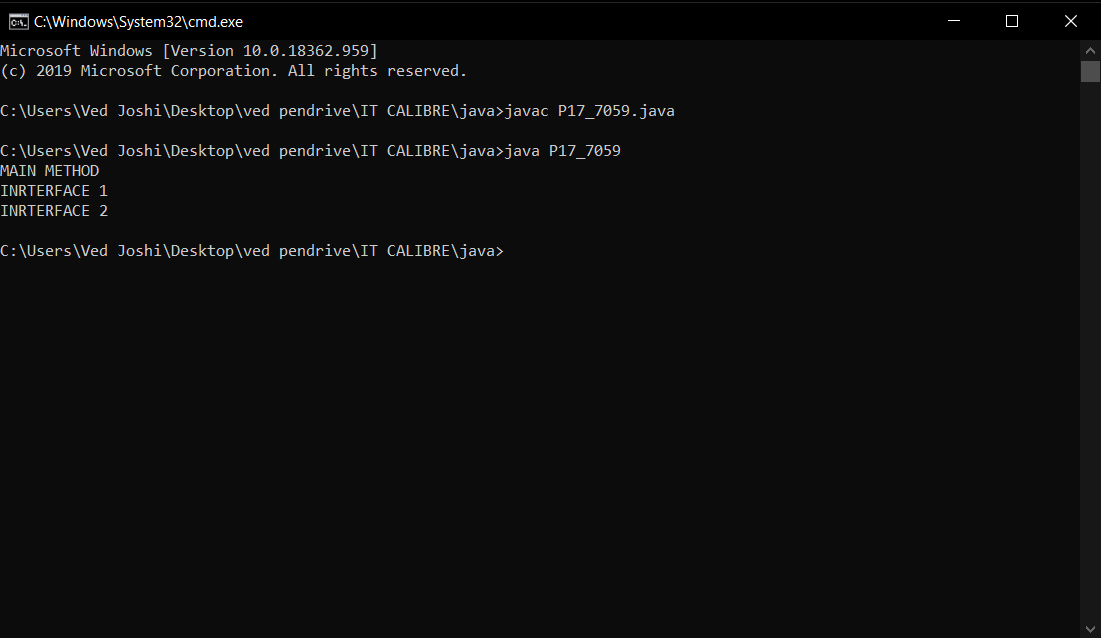 C:\Windows\System32\cmd.exe
Microsoft Windows [Version 10.0.18362.959]
(c) 2019 Microsoft Corporation. All rights reserved.
C:\Users\Ved Joshi\Desktop\ved pendrive\IT CALIBRE\java>javac P17_7059.java
C:\Users\Ved Joshi\Desktop\ved pendrive\IT CALIBRE\java>java P17_7059
MAIN METHOD
INRTERFACE 1
INRTERFACE 2
C:\Users\Ved Joshi\Desktop\ved pendrive\IT CALIBRE\java>